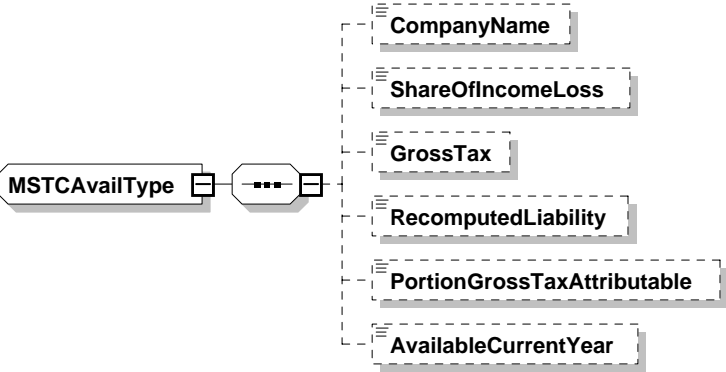 CompanyName
ShareOfIncomeLoss
GrossTax
MSTCAvailType
RecomputedLiability
PortionGrossTaxAttributable
AvailableCurrentYear